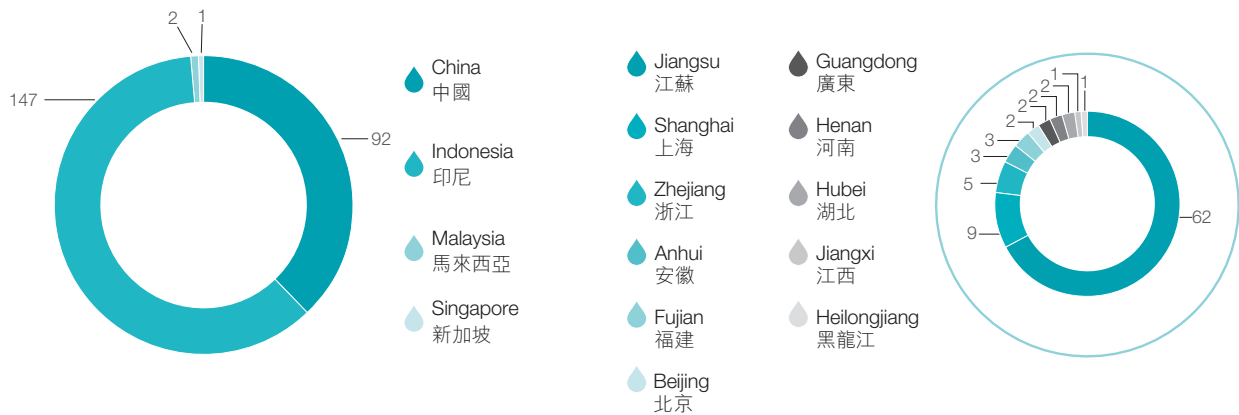 2
1
147
92
China
中國
Indonesia
印尼
Malaysia
馬來西亞
Singapore
新加坡
Jiangsu
江蘇
Shanghai
上海
Zhejiang
浙江
Anhui
安徽
Fujian
福建
Beijing
北京
Guangdong
廣東
Henan
河南
Hubei
湖北
Jiangxi
江西
Heilongjiang
黑龍江
1
1
2
2
2
2
3
3
5
9
62